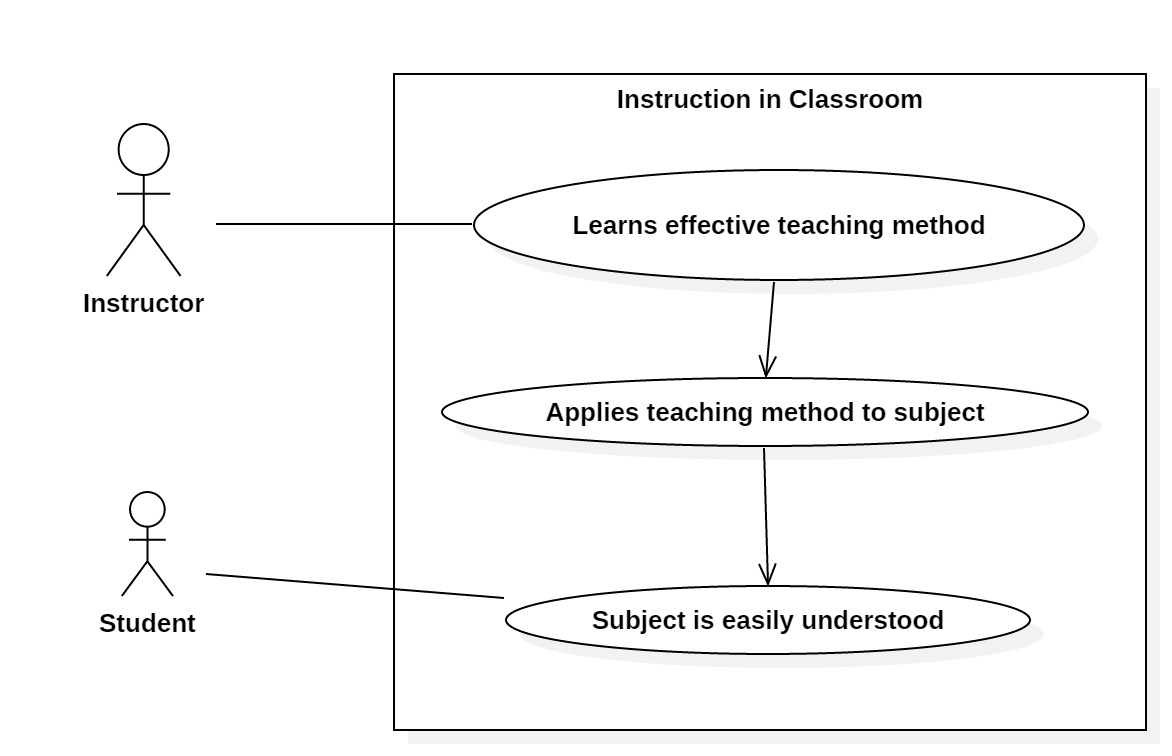 Instruction in Classroom
Learns effective teaching method
Instructor
Applies teaching method to subject
Subject is easily understood
Student